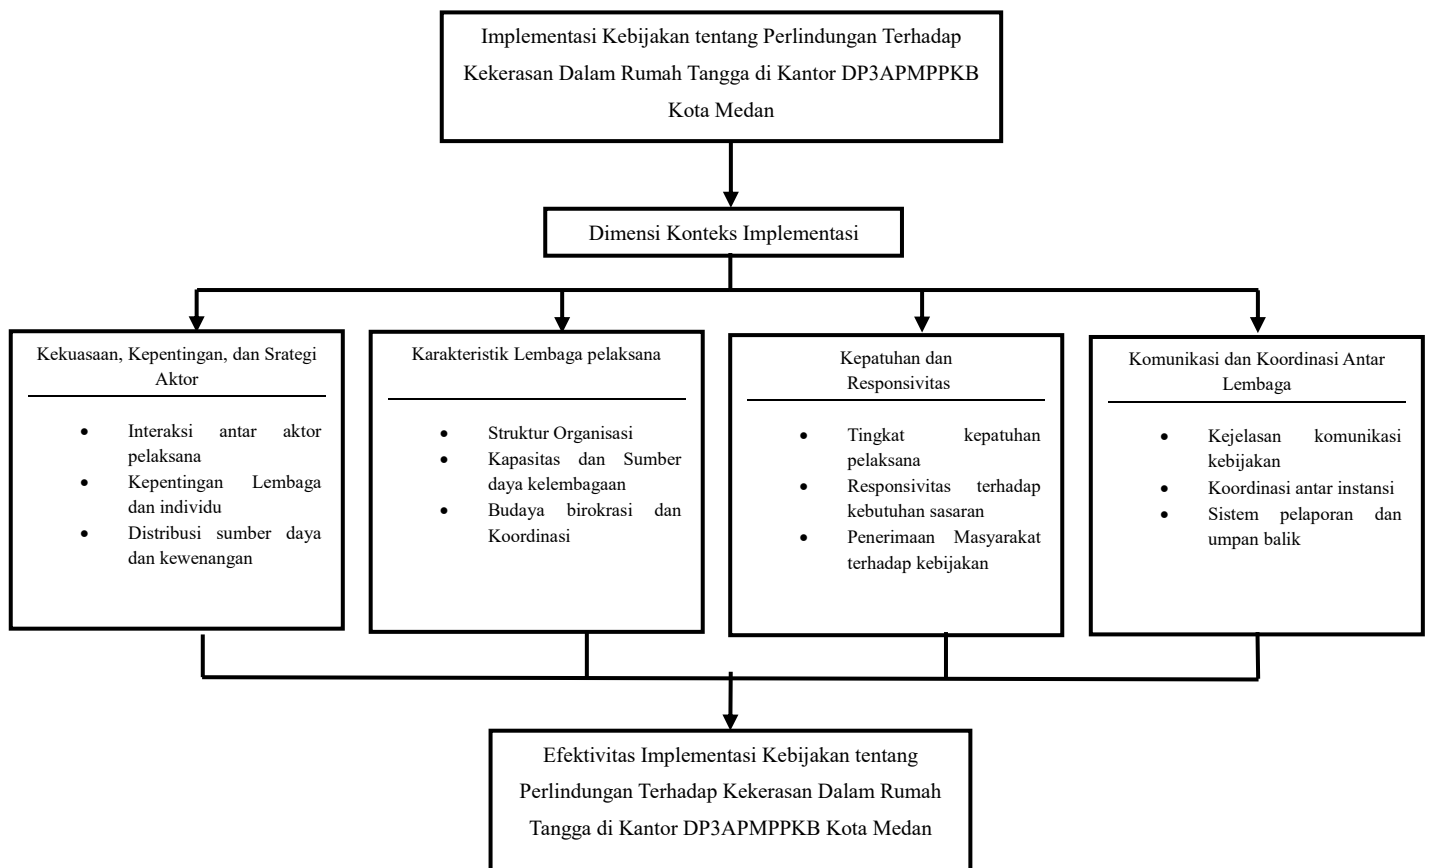 Implementasi Kebijakan tentang Perlindungan Terhadap
Kekerasan Dalam Rumah Tangga di Kantor DP3APMPPKB
Kota Medan
Dimensi Konteks Implementasi
Kekuasaan, Kepentingan, dan Srategi
Aktor
• Interaksi antar aktor
pelaksana
• Kepentingan Lembaga
dan individu
• Distribusi sumber daya
dan kewenangan
Karakteristik Lembaga pelaksana
• Struktur Organisasi
• Kapasitas dan Sumber
daya kelembagaan
• Budaya birokrasi dan
Koordinasi
Kepatuhan dan
Responsivitas
• Tingkat kepatuhan
pelaksana
• Responsivitas terhadap
kebutuhan sasaran
• Penerimaan Masyarakat
terhadap kebijakan
Komunikasi dan Koordinasi Antar
Lembaga
• Kejelasan komunikasi
kebijakan
• Koordinasi antar instansi
• Sistem pelaporan dan
umpan balik
Efektivitas Implementasi Kebijakan tentang
Perlindungan Terhadap Kekerasan Dalam Rumah
Tangga di Kantor DP3APMPPKB Kota Medan